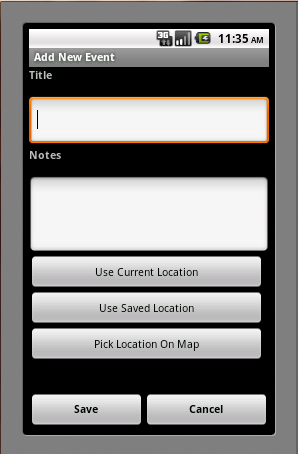 3G 11:35 AM
Add New Event
Title
Notes
Use Current Location
Use Saved Location
Pick Location On Map
Save Cancel